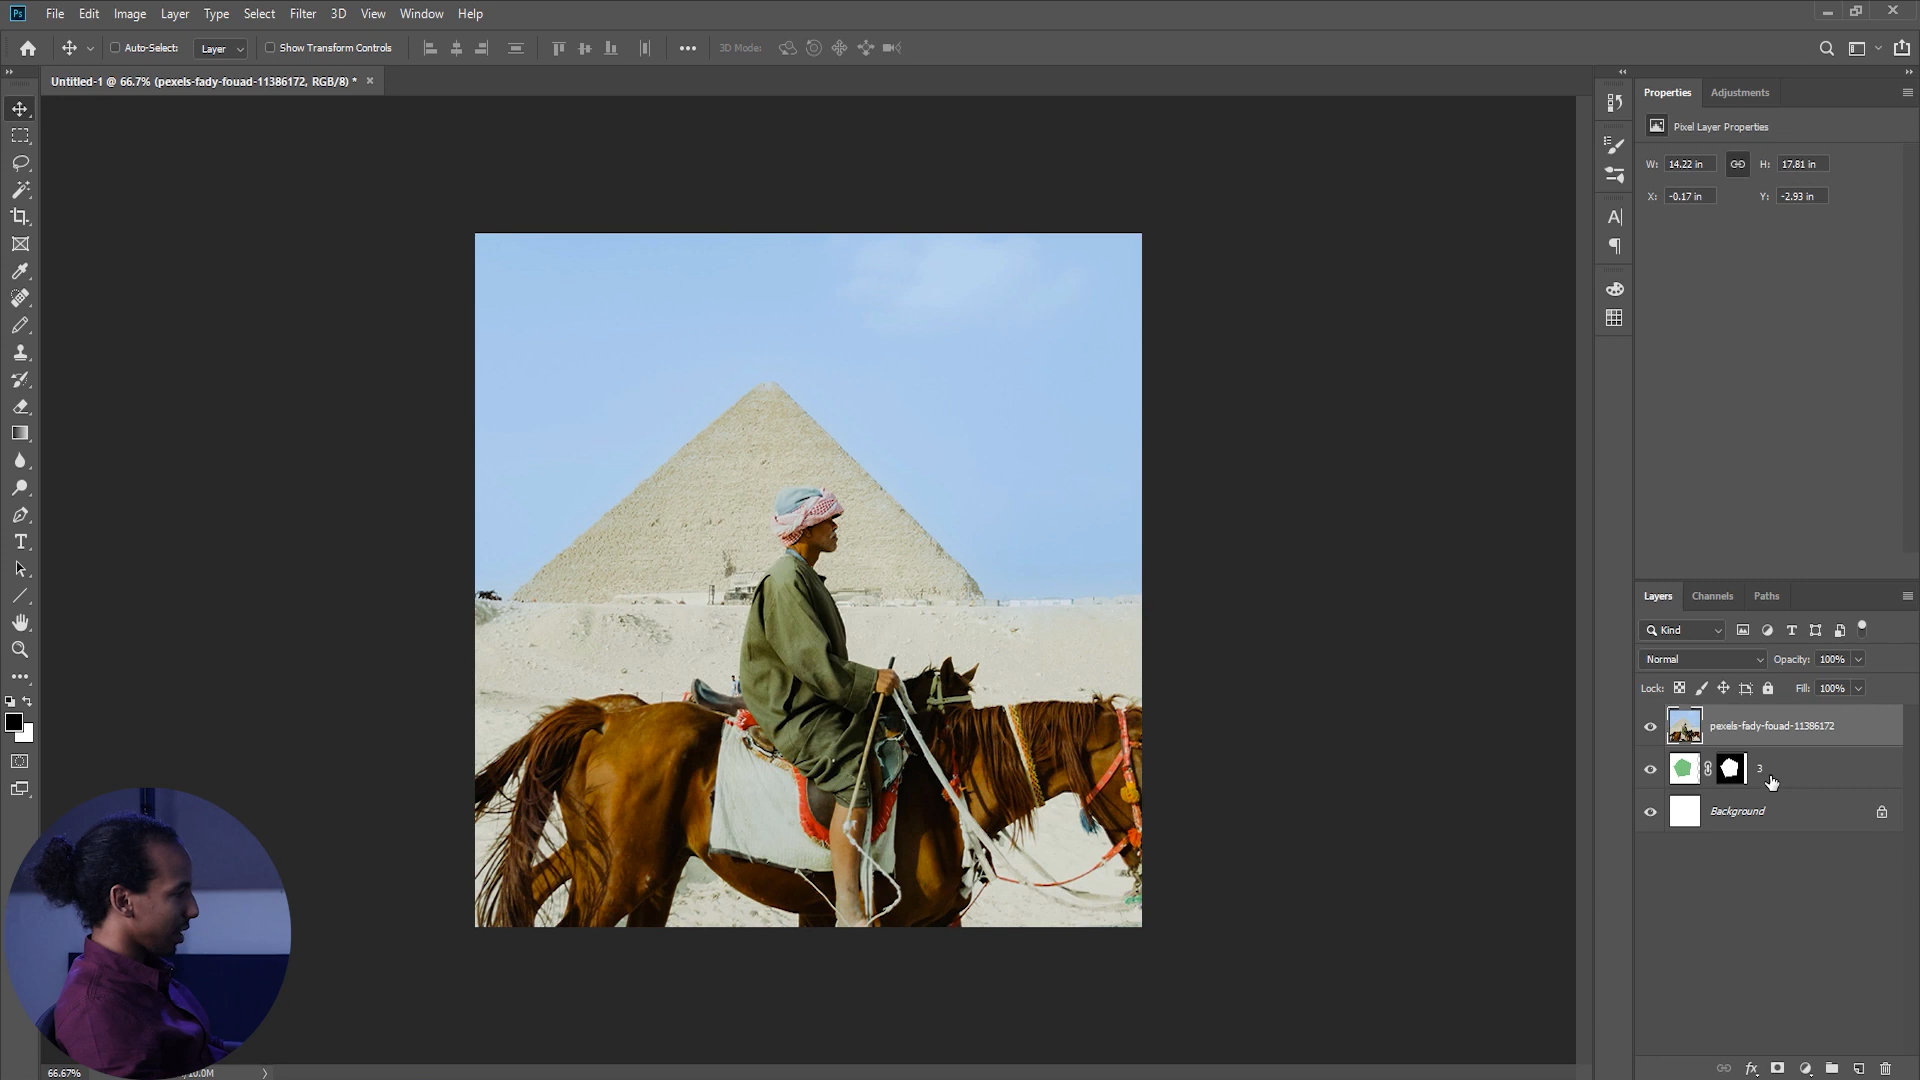 Ps File Edit Image Layer Type Select Filter 3D View Window Help
Auto-Select: Layer Show Transform Controls ••• 3D Mode:
Untitled-1 @ 66.7% (pexels-fady-fouad-11386172, RGB/8) * ×
Properties Adjustments
Pixel Layer Properties
W: 14.22 in H: 17.81 in
X: -0.17 in Y: -2.93 in
Layers Channels Paths
Kind
Normal Opacity: 100%
Lock: Fill: 100%
pexels-fady-fouad-11386172
3
Background
66.67%